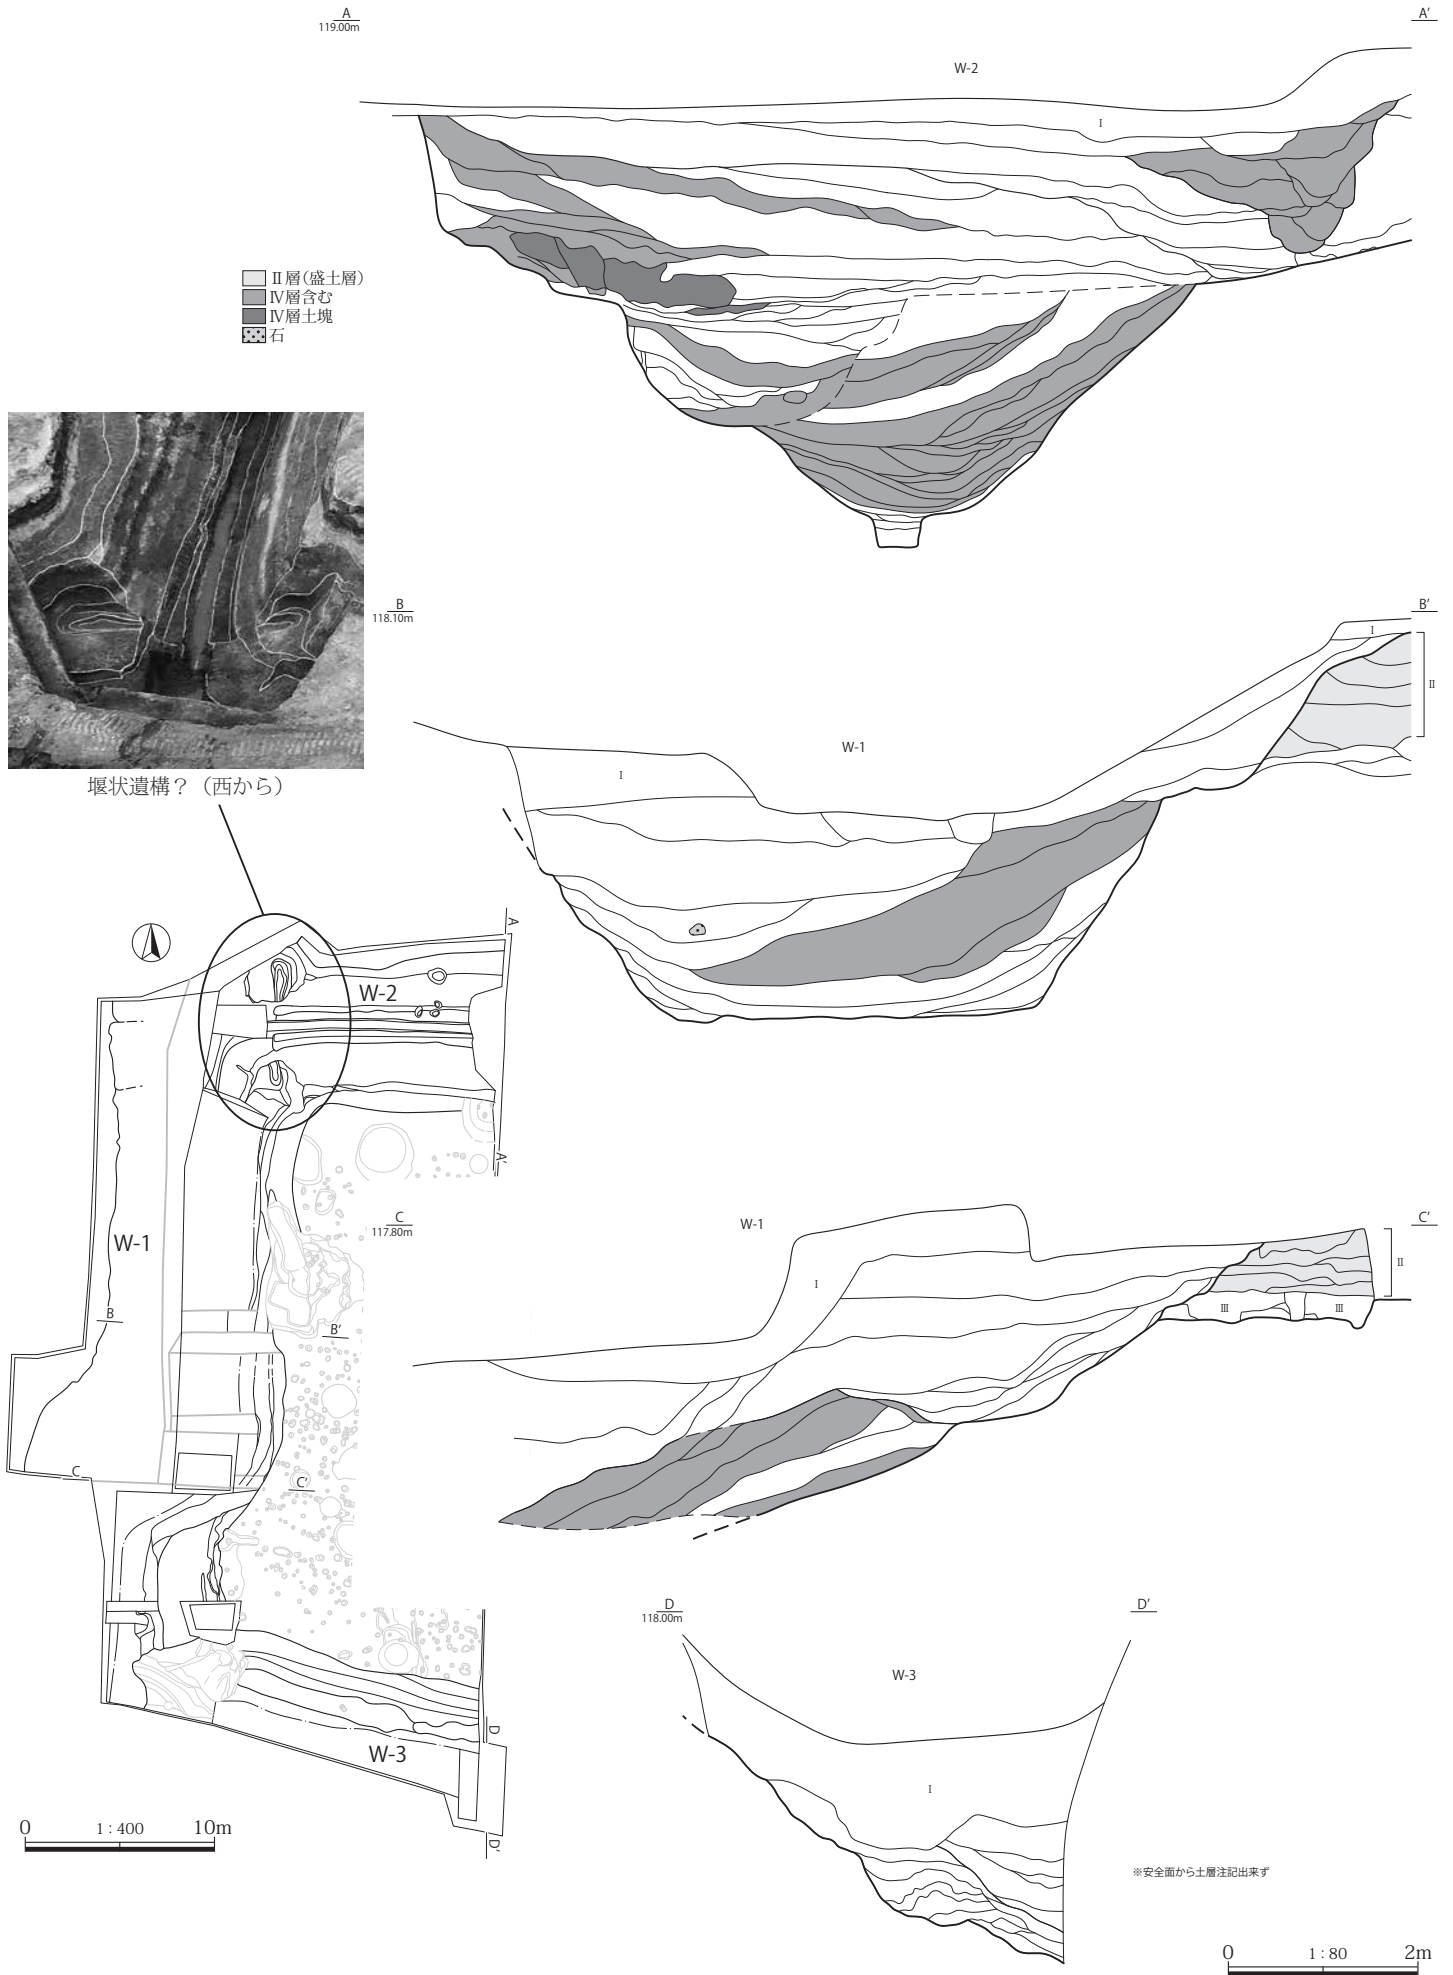 A
119.00m
A'
W-2
I
Ⅱ層(盛土層)
Ⅳ層含む
Ⅳ層土塊
石
堰状遺構？（西から）
B
118.10m
B'
W-1
I
I
Ⅱ
A
W-2
A'
W-1
B
B'
C
C'
D
W-3
D'
0 1：400 10m
C
117.80m
C'
W-1
I
Ⅱ
Ⅲ Ⅲ
D
118.00m
D'
W-3
I
※安全面から土層注記出来ず
0 1：80 2m